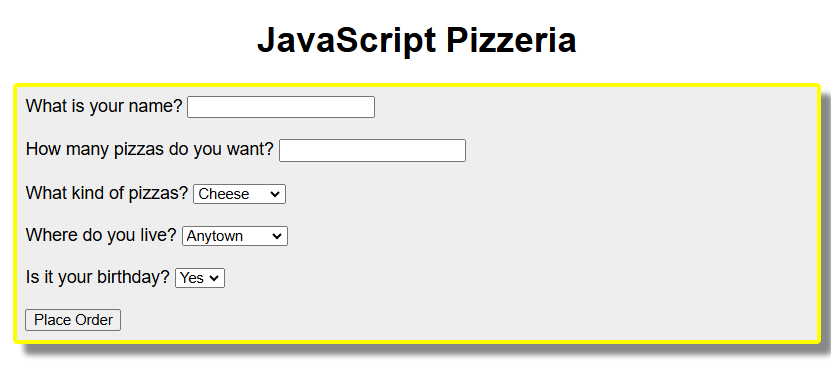 JavaScript Pizzeria
What is your name?
How many pizzas do you want?
What kind of pizzas? Cheese
Where do you live? Anytown
Is it your birthday? Yes
Place Order